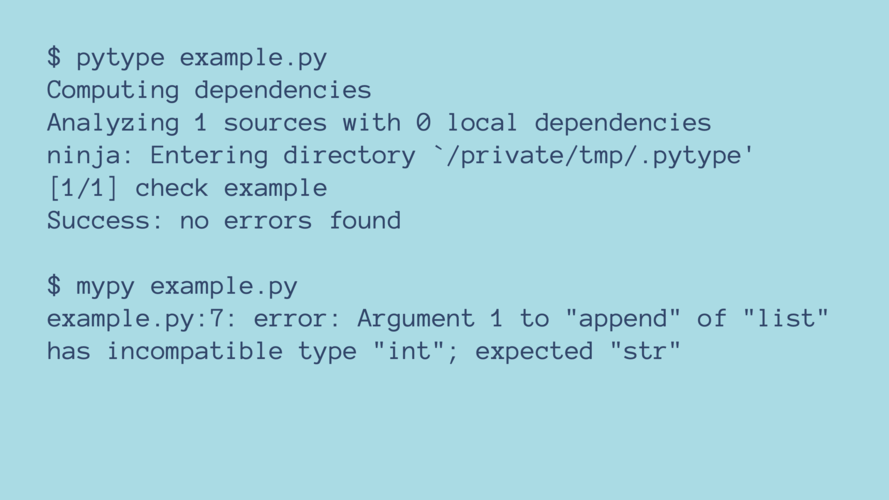 $ pytype example.py
Computing dependencies
Analyzing 1 sources with 0 local dependencies
ninja: Entering directory `/private/tmp/.pytype'
[1/1] check example
Success: no errors found
$ mypy example.py
example.py:7: error: Argument 1 to "append" of "list"
has incompatible type "int"; expected "str"